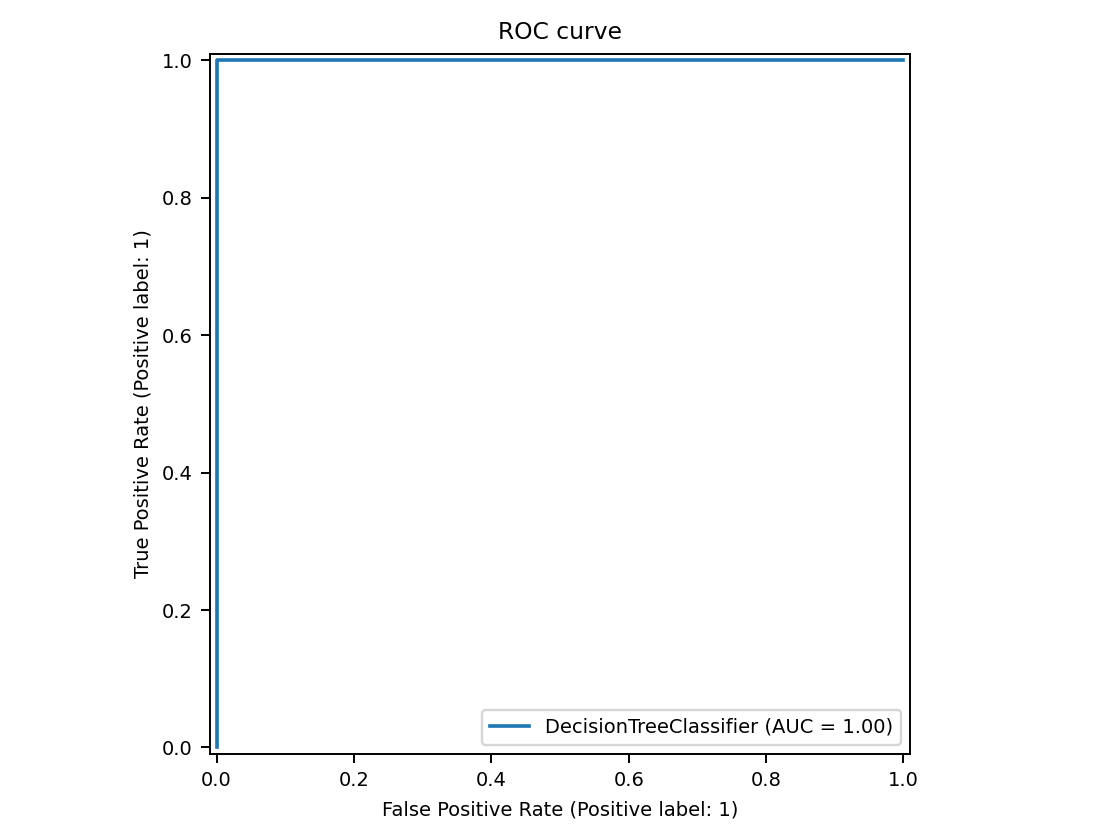 ROC curve
True Positive Rate (Positive label: 1)
1.0
0.8
0.6
0.4
0.2
0.0
DecisionTreeClassifier (AUC = 1.00)
0.0 0.2 0.4 0.6 0.8 1.0
False Positive Rate (Positive label: 1)